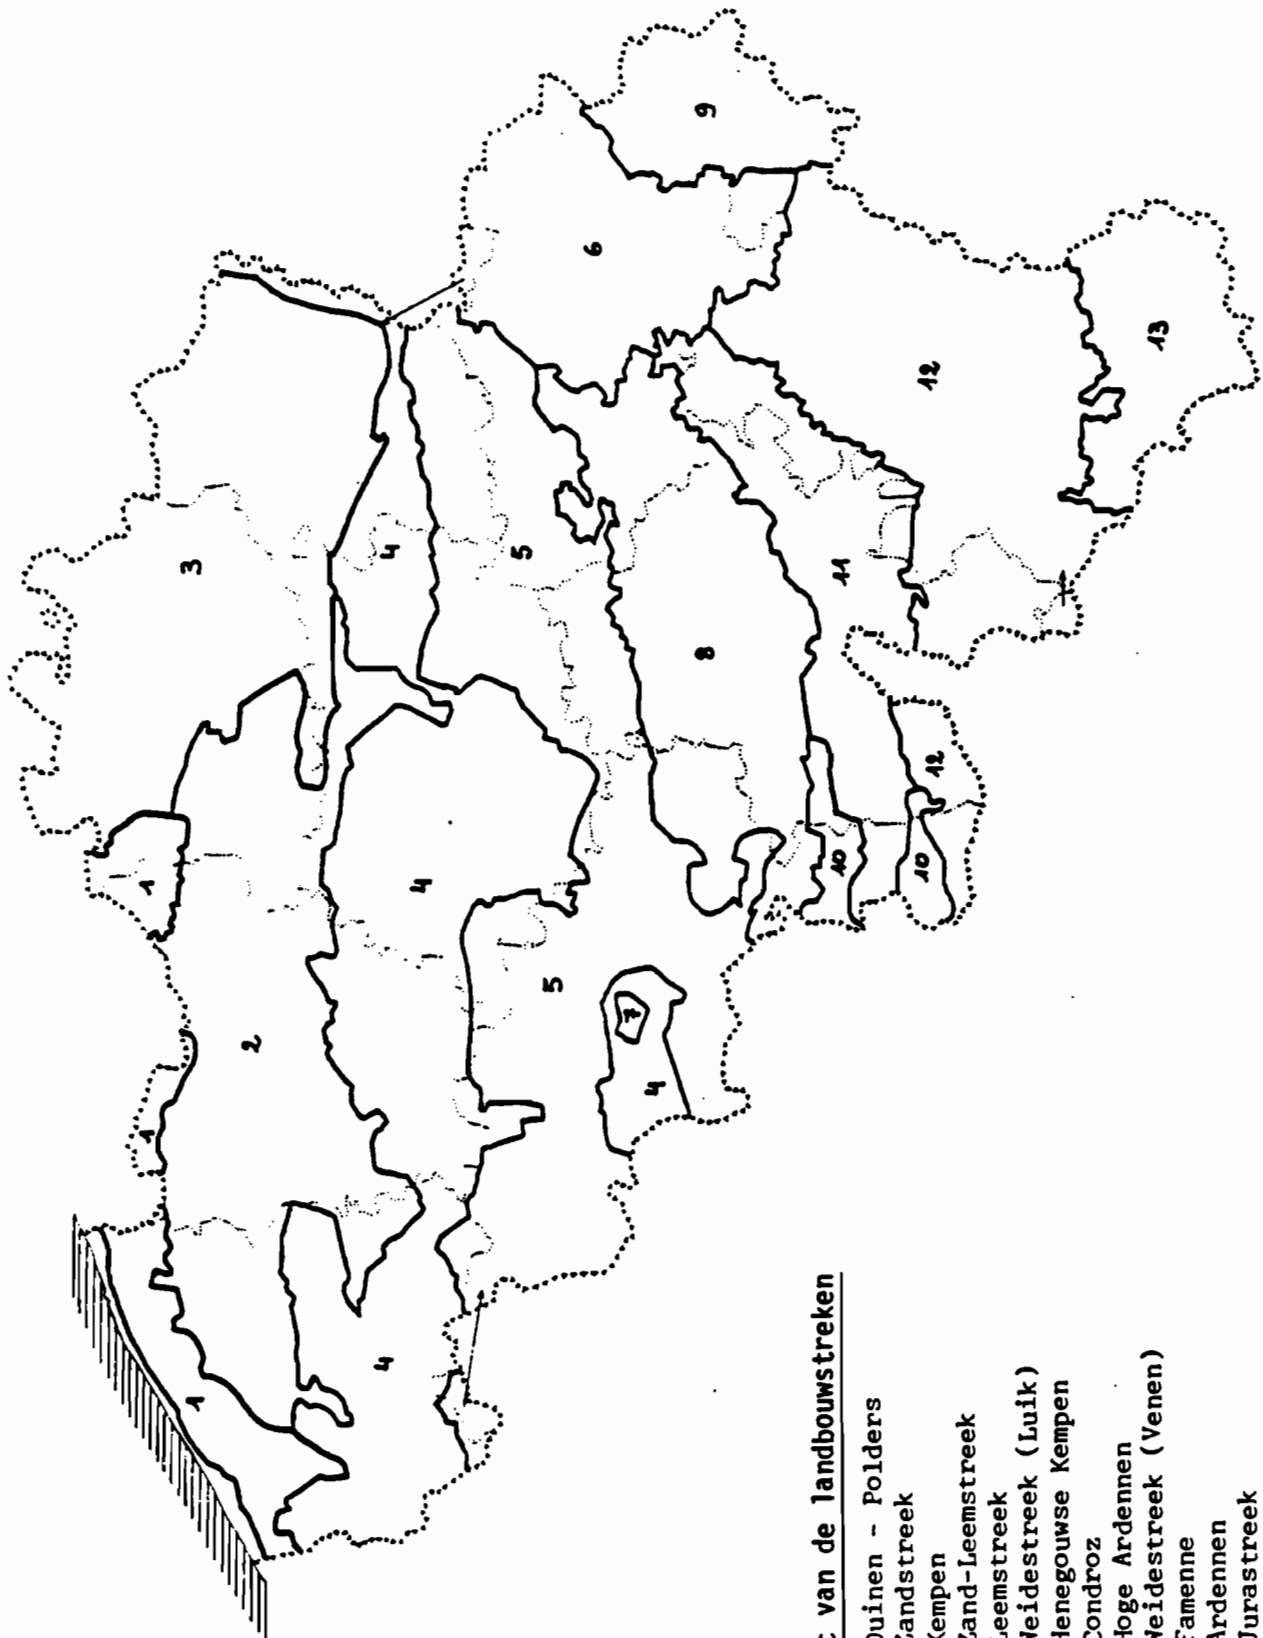 9
6
13
12
3
4
5
11
8
12
10
10
1
4
5
2
7
4
1
4
1
van de landbouwstreken
Duinen - Polders
Zandstreek
Kempen
Zand-Leemstreek
Leemstreek
Weidestreek (Luik)
Henegouwse Kempen
Condroz
Hoge Ardennen
Weidestreek (Venen)
Famenne
Ardennen
Jurastreek